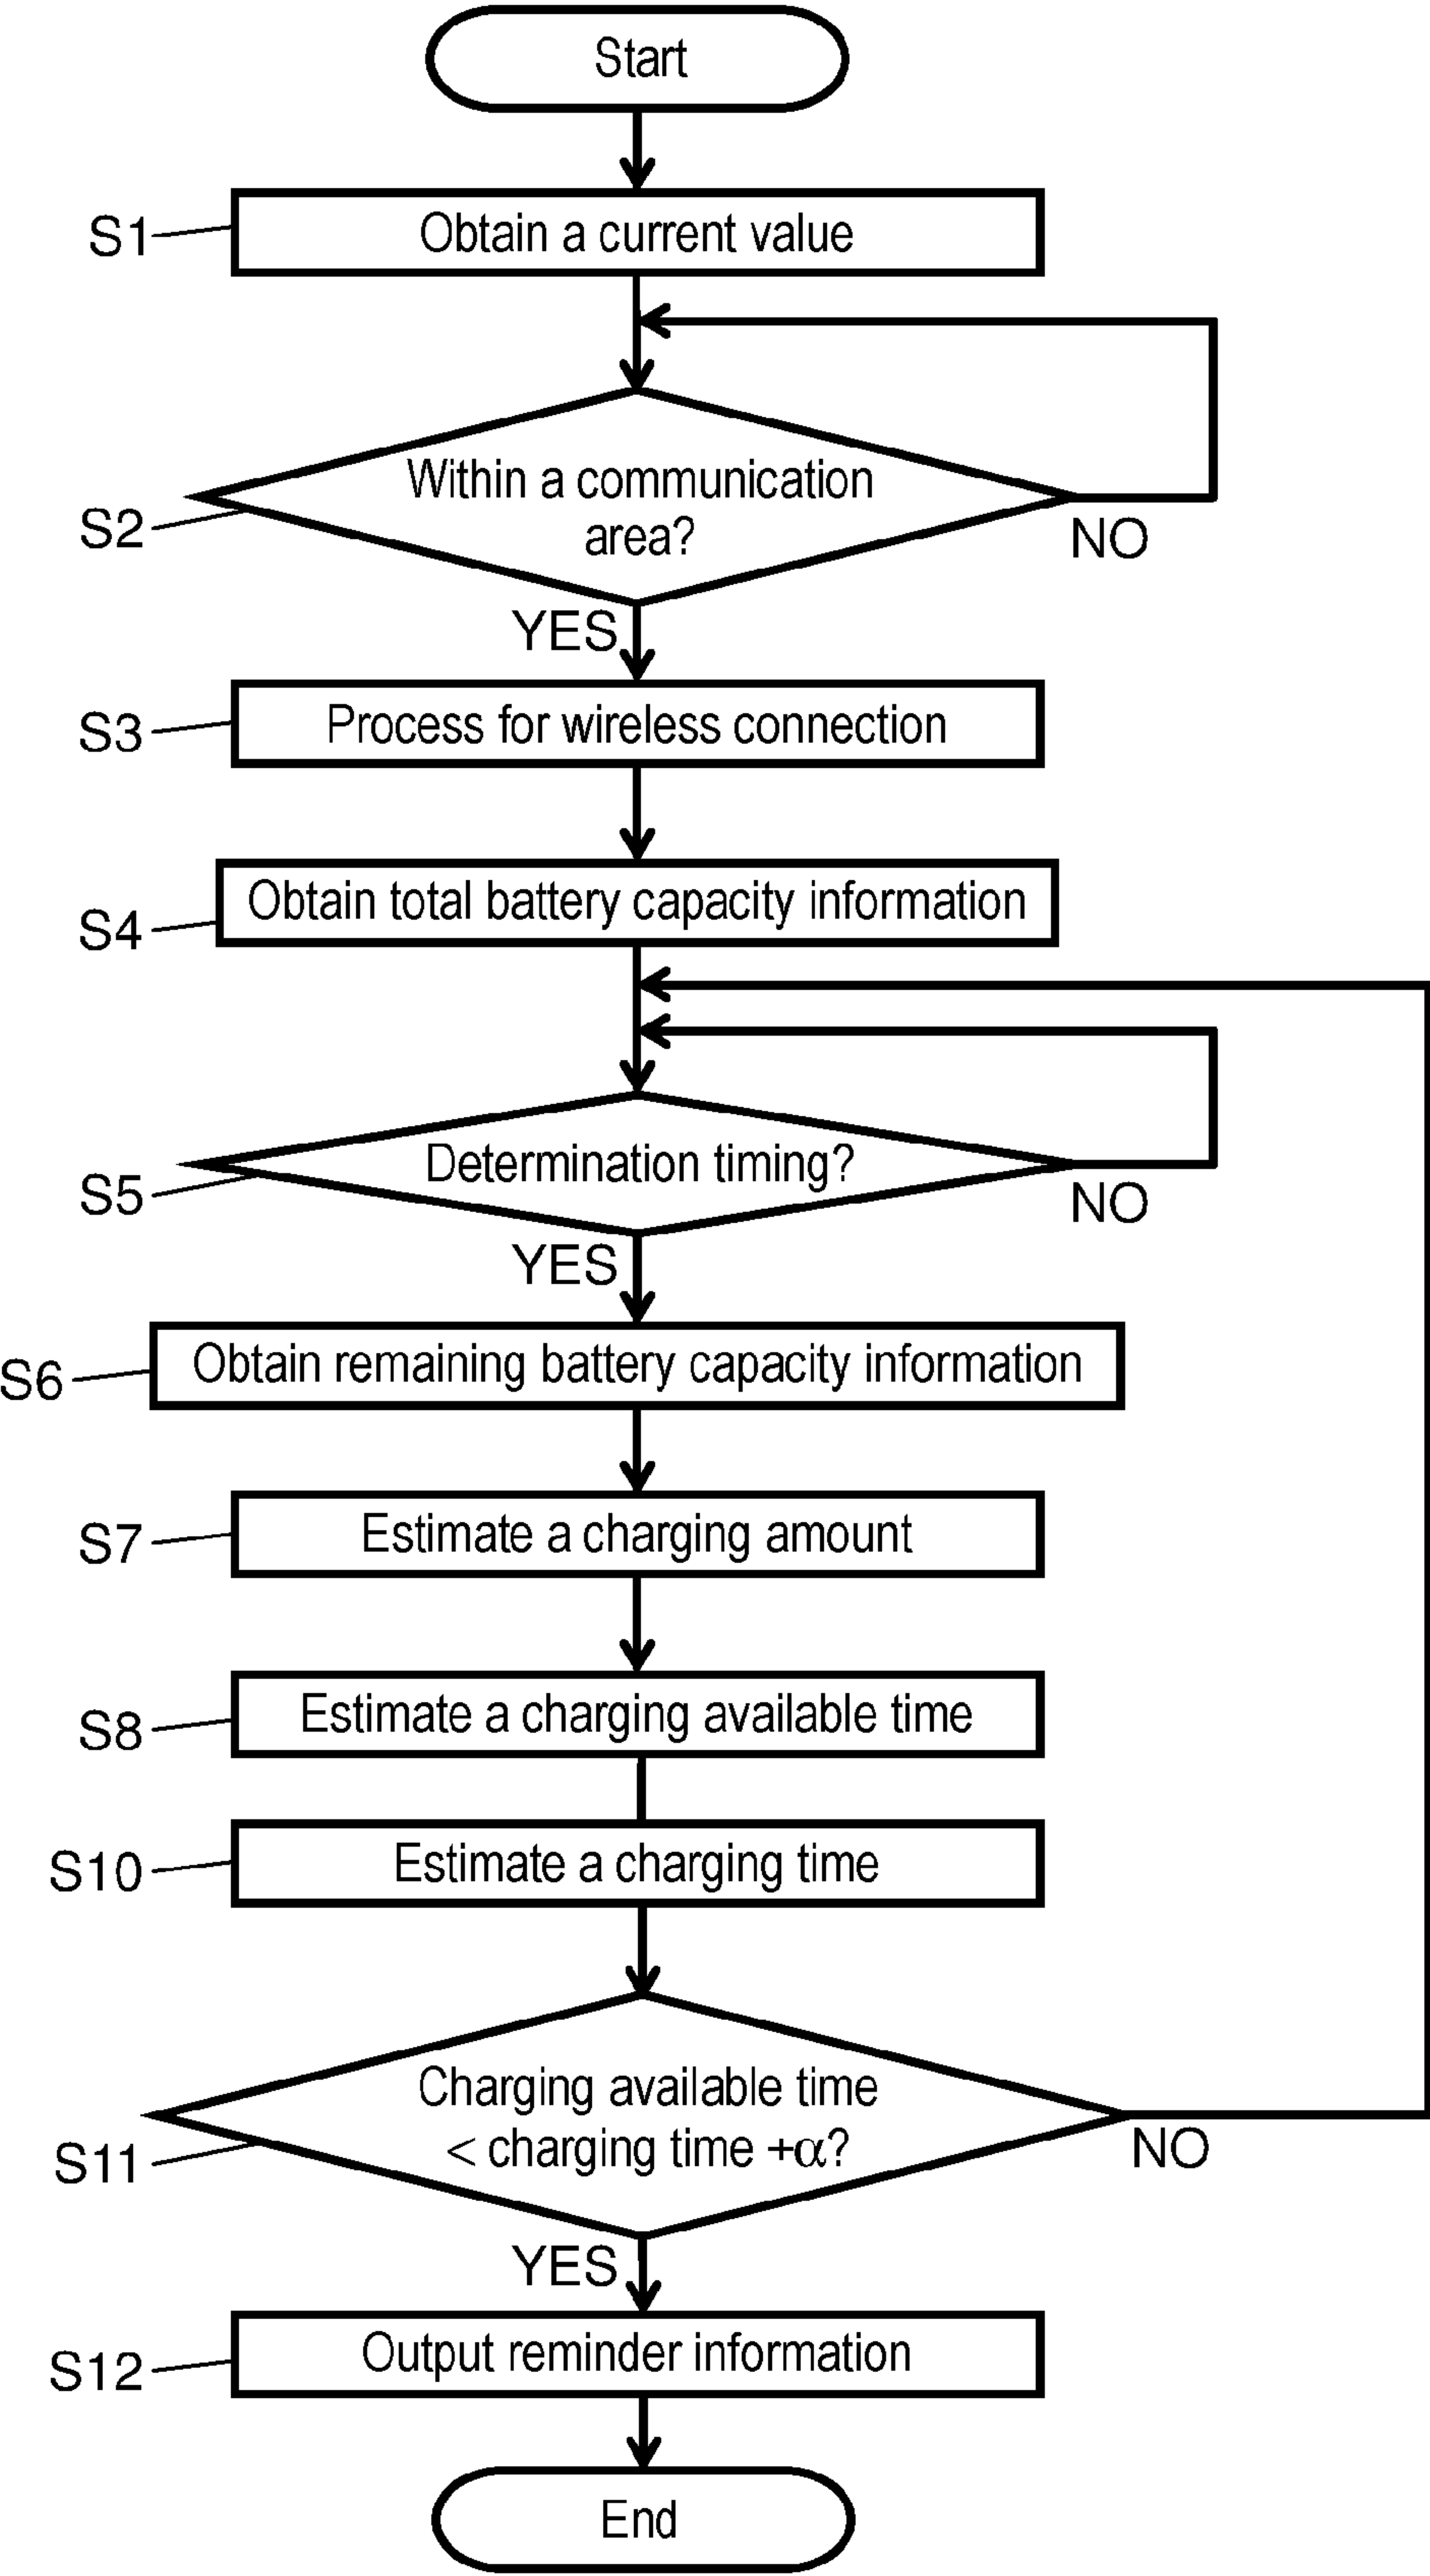 Start
S1
Obtain a current value
Within a communication
area?
S2
NO
YES
S3
Process for wireless connection
S4
Obtain total battery capacity information
Determination timing?
S5
NO
YES
S6
Obtain remaining battery capacity information
S7
Estimate a charging amount
S8
Estimate a charging available time
S10
Estimate a charging time
Charging available time
< charging time +α?
S11
NO
YES
S12
Output reminder information
End